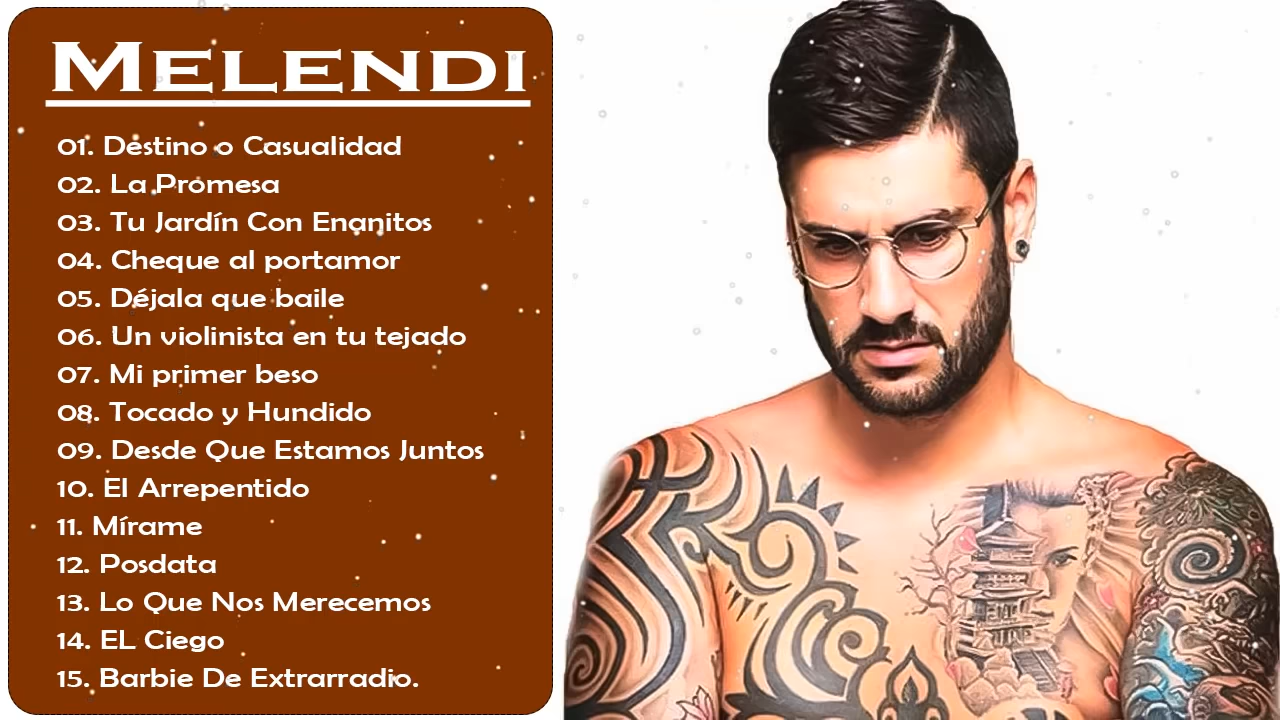 MELENDI
01. Destino o Casualidad
02. La Promesa
03. Tu Jardín Con Enanitos
04. Cheque al portamor
05. Déjala que baile
06. Un violinista en tu tejado
07. Mi primer beso
08. Tocado y Hundido
09. Desde Que Estamos Juntos
10. El Arrepentido
11. Mírame
12. Posdata
13. Lo Que Nos Merecemos
14. EL Ciego
15. Barbie De Extrarradio.